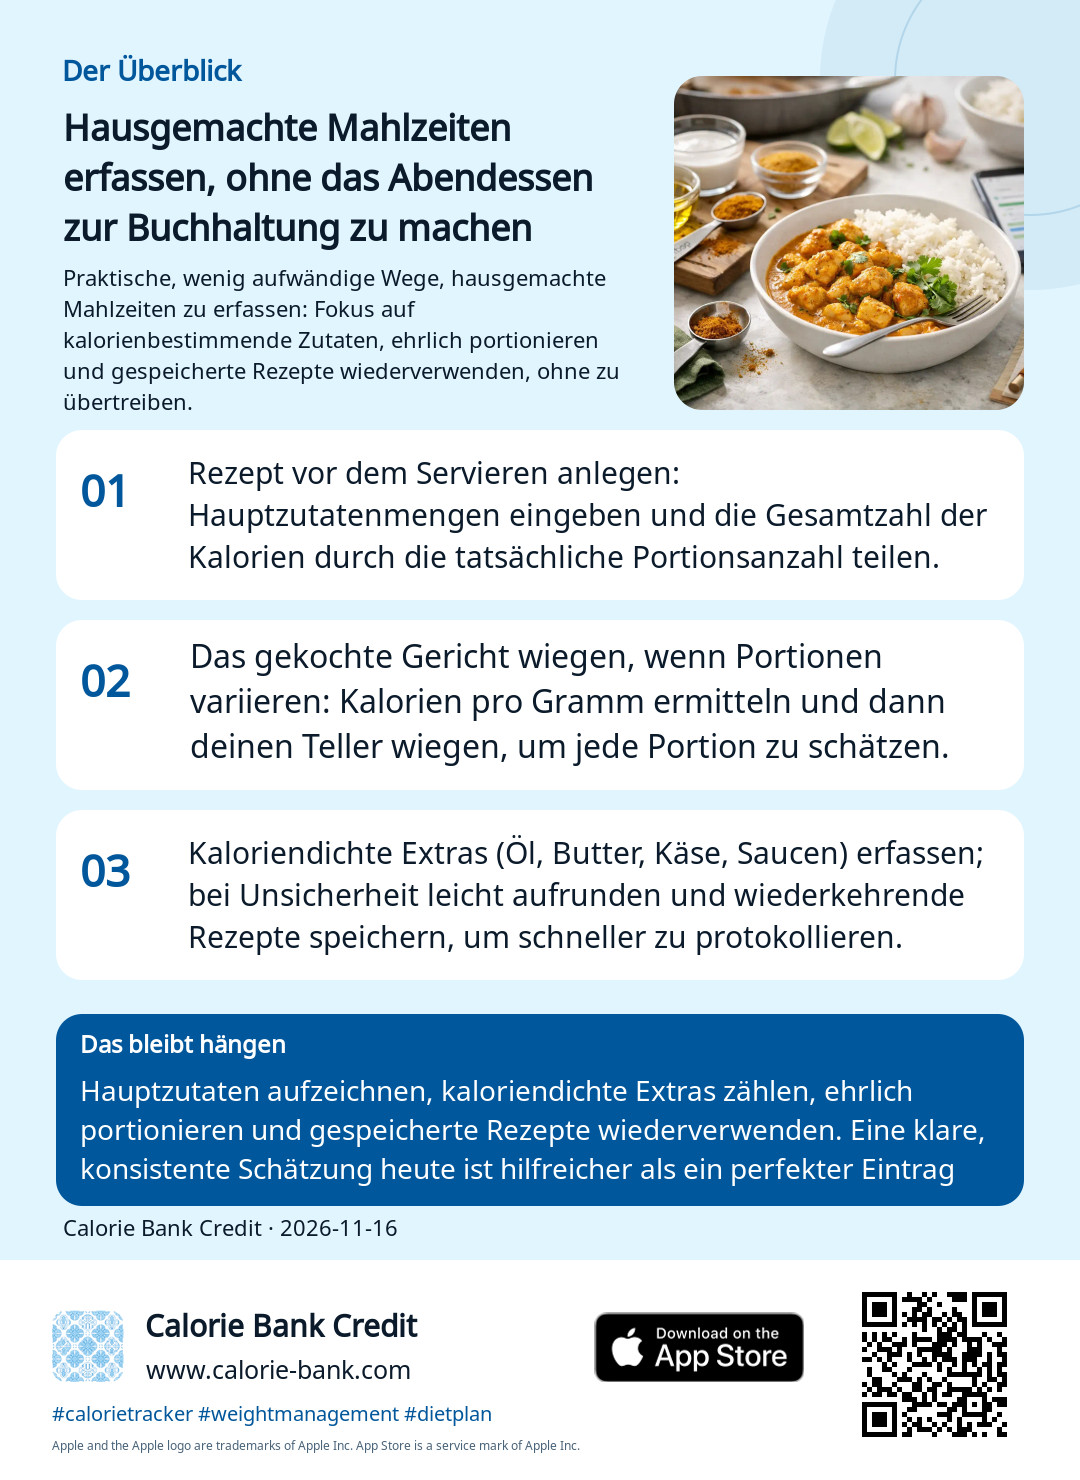 Der Überblick
Hausgemachte Mahlzeiten
erfassen, ohne das Abendessen
zur Buchhaltung zu machen
Praktische, wenig aufwändige Wege, hausgemachte
Mahlzeiten zu erfassen: Fokus auf
kalorienbestimmende Zutaten, ehrlich portionieren
und gespeicherte Rezepte wiederverwenden, ohne zu
übertreiben.
01
Rezept vor dem Servieren anlegen:
Hauptzutatenmengen eingeben und die Gesamtzahl der
Kalorien durch die tatsächliche Portionsanzahl teilen.
02
Das gekochte Gericht wiegen, wenn Portionen
variieren: Kalorien pro Gramm ermitteln und dann
deinen Teller wiegen, um jede Portion zu schätzen.
03
Kaloriendichte Extras (Öl, Butter, Käse, Saucen) erfassen;
bei Unsicherheit leicht aufrunden und wiederkehrende
Rezepte speichern, um schneller zu protokollieren.
Das bleibt hängen
Hauptzutaten aufzeichnen, kaloriendichte Extras zählen, ehrlich
portionieren und gespeicherte Rezepte wiederverwenden. Eine klare,
konsistente Schätzung heute ist hilfreicher als ein perfekter Eintrag
Calorie Bank Credit · 2026-11-16
Calorie Bank Credit
www.calorie-bank.com
Download on the
App Store
#calorietracker #weightmanagement #dietplan
Apple and the Apple logo are trademarks of Apple Inc. App Store is a service mark of Apple Inc.